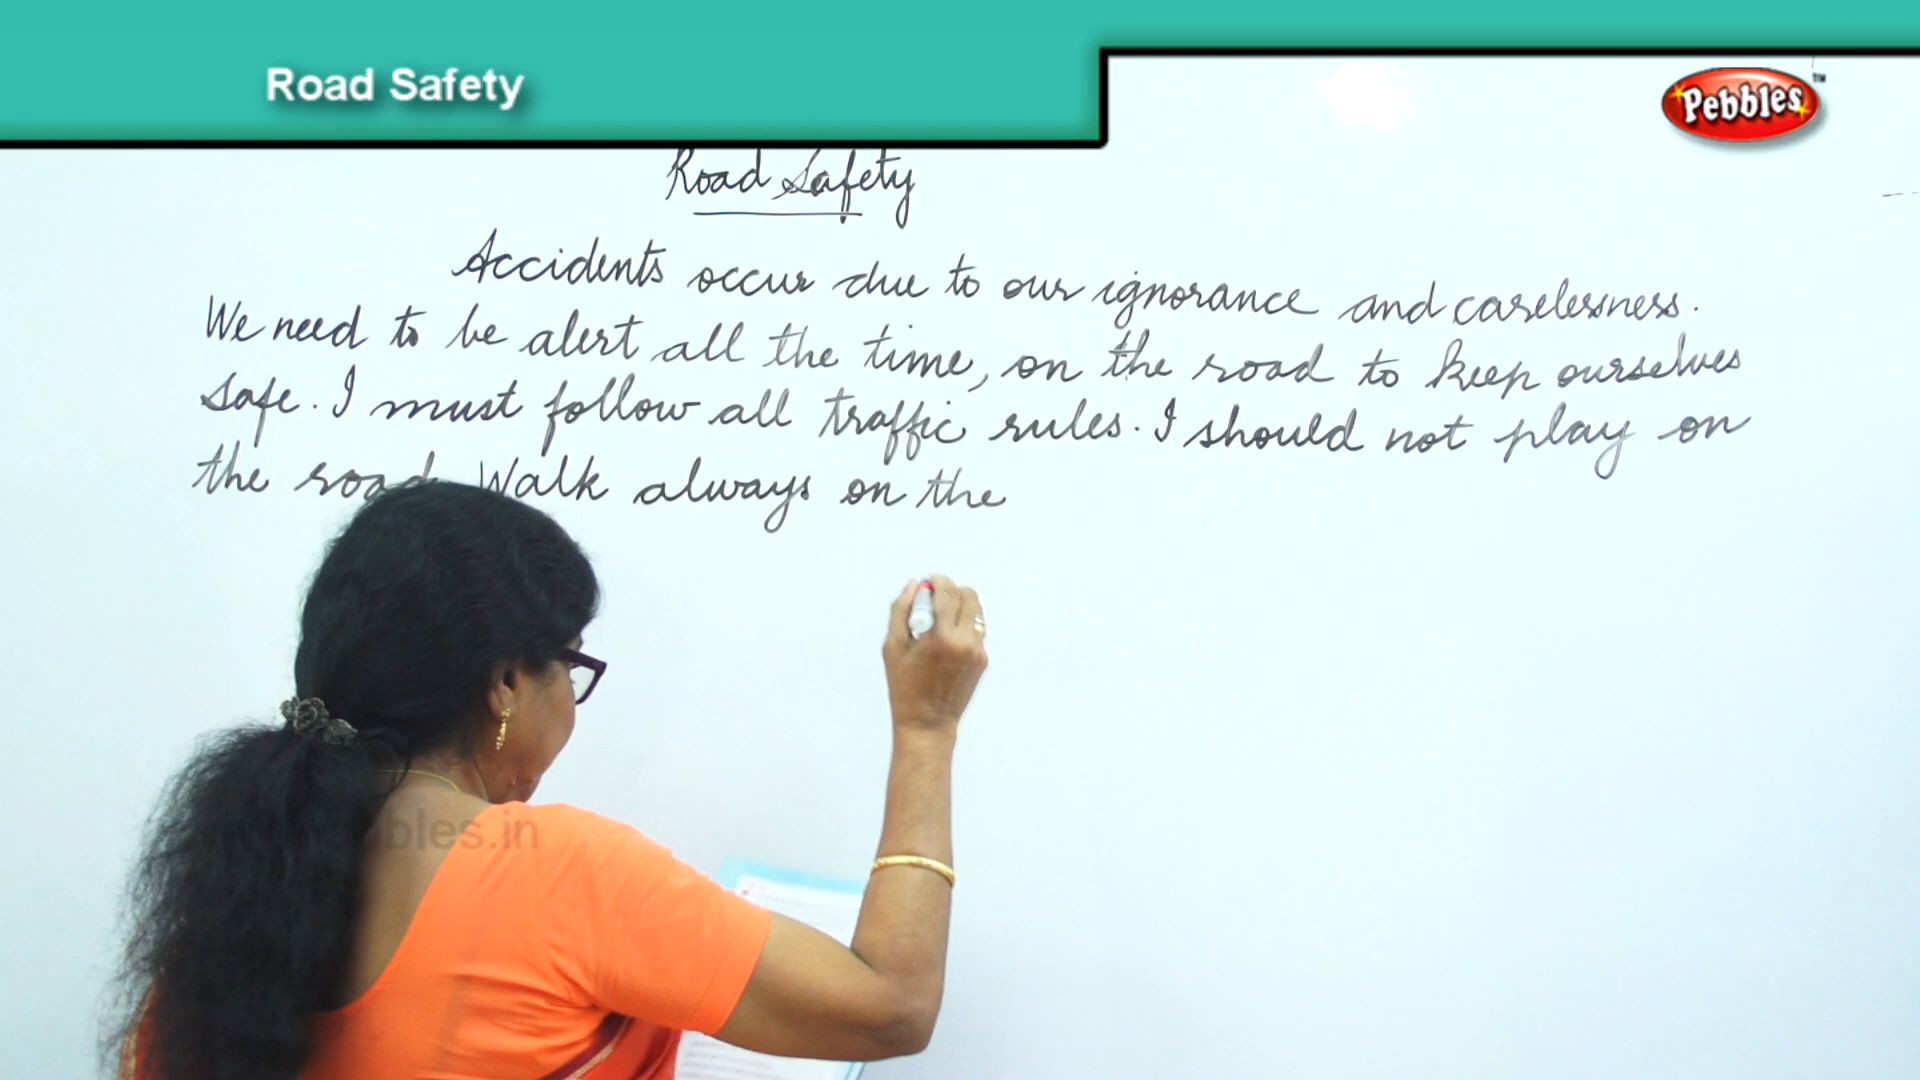 Road Safety
Pebbles™
Road Safety
Accidents occur due to our ignorance and carelessness.
We need to be alert all the time, on the road to keep ourselves
safe. I must follow all traffic rules. I should not play on
the road Walk always on the